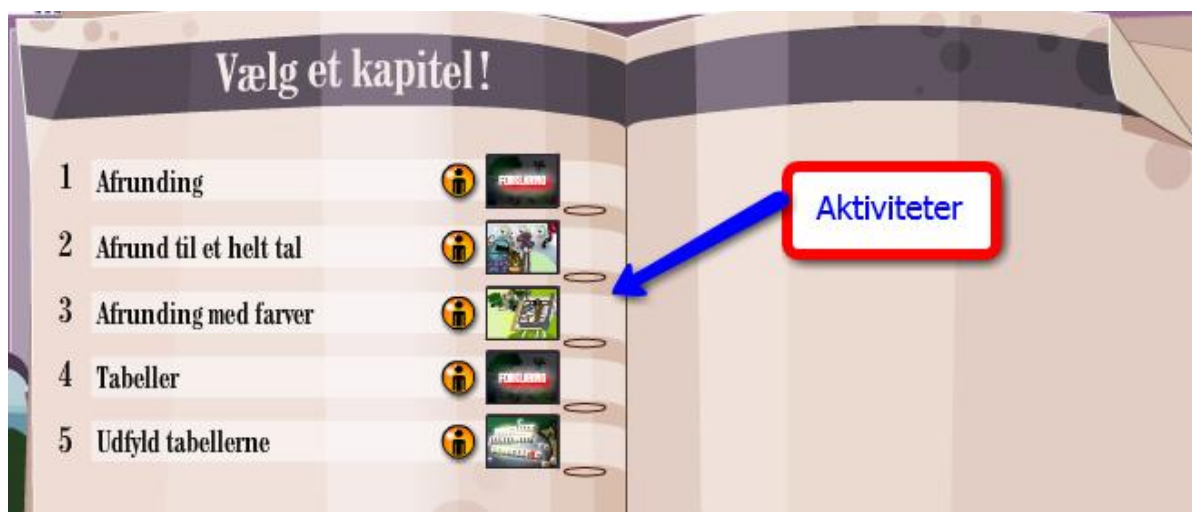 Vælg et kapitel!
1 Afrunding
2 Afrund til et helt tal
3 Afrunding med farver
4 Tabeller
5 Udfyld tabellerne
Aktiviteter